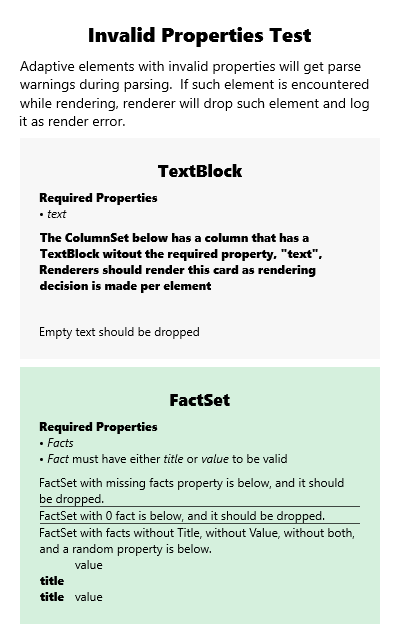 Invalid Properties Test
Adaptive elements with invalid properties will get parse
warnings during parsing.  If such element is encountered
while rendering, renderer will drop such element and log
it as render error.
TextBlock
Required Properties
• text
The ColumnSet below has a column that has a
TextBlock witout the required property, "text",
Renderers should render this card as rendering
decision is made per element
Empty text should be dropped
FactSet
Required Properties
• Facts
• Fact must have either title or value to be valid
FactSet with missing facts property is below, and it should
be dropped.
FactSet with 0 fact is below, and it should be dropped.
FactSet with facts without Title, without Value, without both,
and a random property is below.
value
title
title value